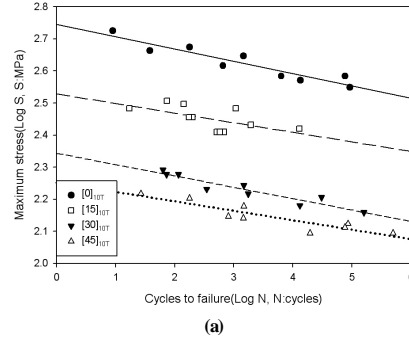 2.8
2.7
2.6
2.5
2.4
2.3
2.2
2.1
2.0
Maximum stress(Log S, S:MPa)
[0]10T
[15]10T
[30]10T
[45]10T
0 1 2 3 4 5 6
Cycles to failure(Log N, N:cycles)
(a)